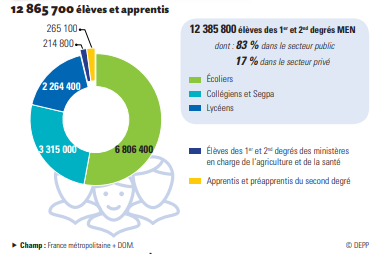 12 865 700 élèves et apprentis
265 100
214 800
2 264 400
3 315 000
6 806 400
12 385 800 élèves des 1er et 2nd degrés MEN
dont : 83 % dans le secteur public
17 % dans le secteur privé
Écoliers
Collégiens et Segpa
Lycéens
Élèves des 1er et 2nd degrés des ministères
en charge de l'agriculture et de la santé
Apprentis et préapprentis du second degré
► Champ : France métropolitaine + DOM.
© DEPP